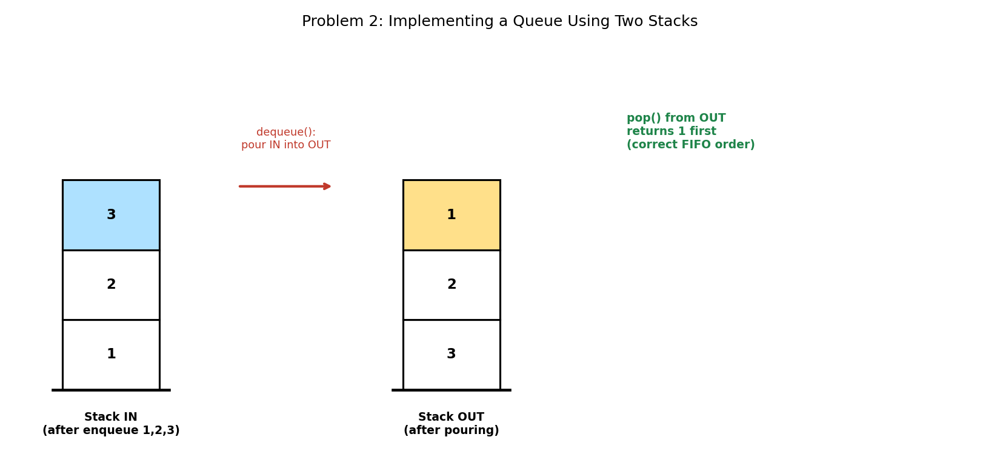 Problem 2: Implementing a Queue Using Two Stacks
dequeue():
pour IN into OUT
pop() from OUT
returns 1 first
(correct FIFO order)
3
2
1
1
2
3
Stack IN
(after enqueue 1,2,3)
Stack OUT
(after pouring)